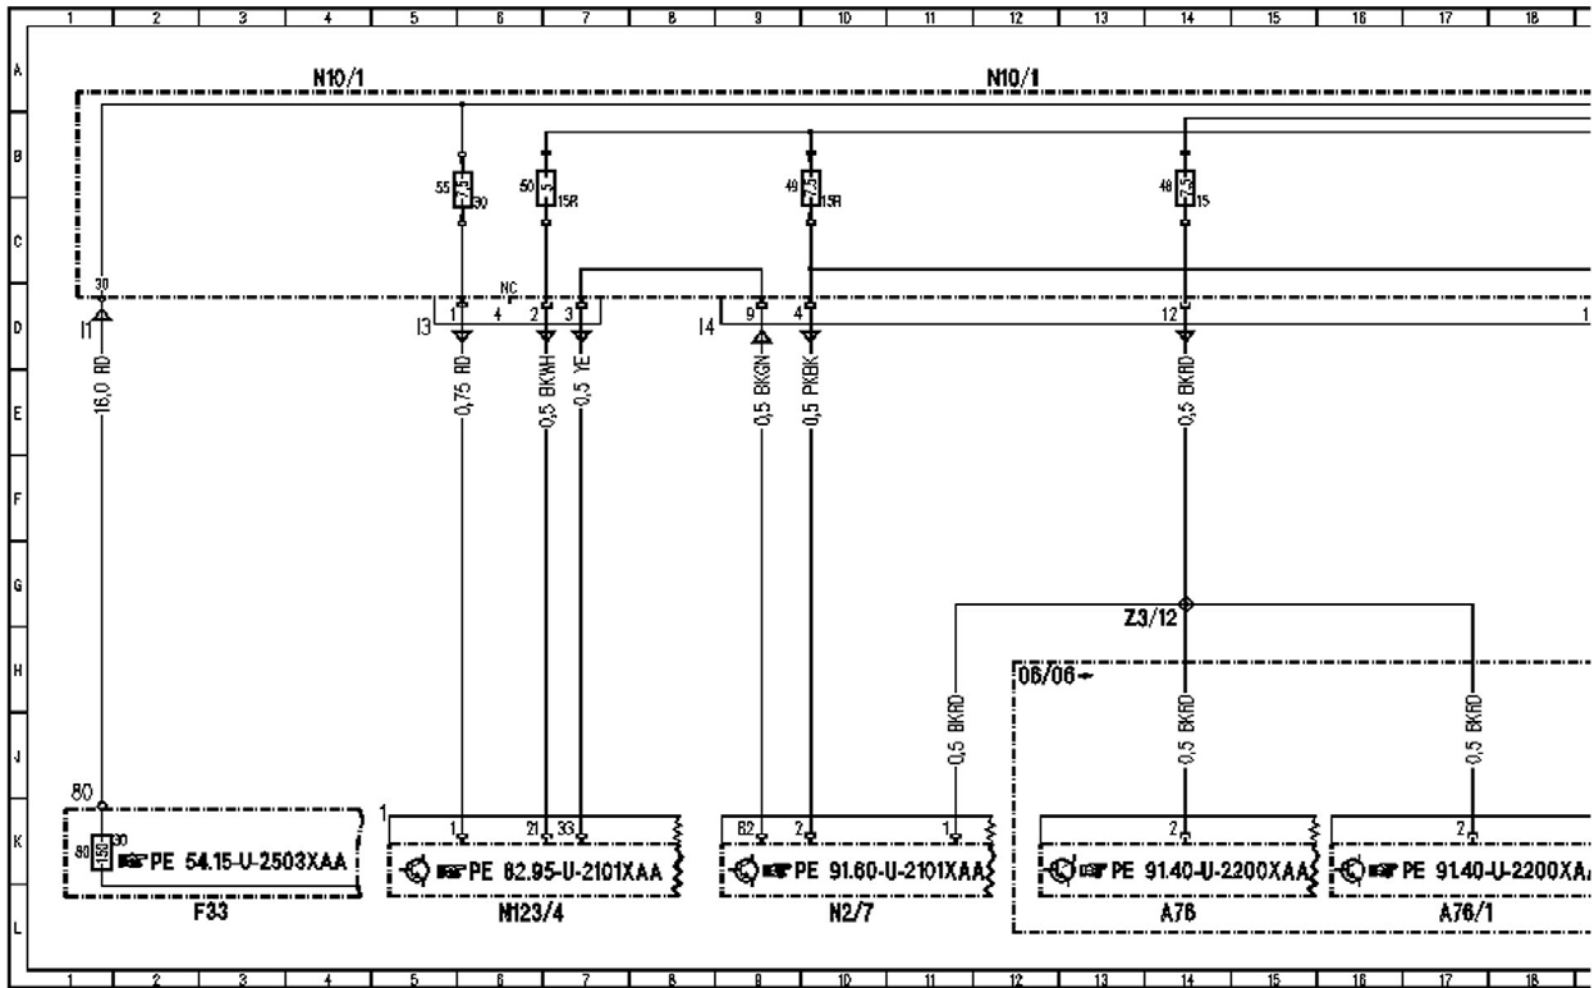 1 2 3 4 5 6 7 8 9 10 11 12 13 14 15 16 17 18
A
N10/1 N10/1
B
55 7,5 30 50 5 15R 49 7,5 15R 48 7,5 15
C
30 NC
D
I1 I3 1 4 2 3 I4 9 4 12 1
16,0 RD 0,75 RD 0,5 BKWH 0,5 YE 0,5 BKGN 0,5 PKBK 0,5 BKRD
E
F
G
Z3/12
H
06/06
0,5 BKRD 0,5 BKRD 0,5 BKRD
J
80 1
K
1 21 33 82 2 1 2 2
80 150 30 PE 54.15-U-2503XAA PE 82.95-U-2101XAA PE 91.60-U-2101XAA PE 91.40-U-2200XAA PE 91.40-U-2200XA
F33 N123/4 N2/7 A76 A76/1
L
1 2 3 4 5 6 7 8 9 10 11 12 13 14 15 16 17 18